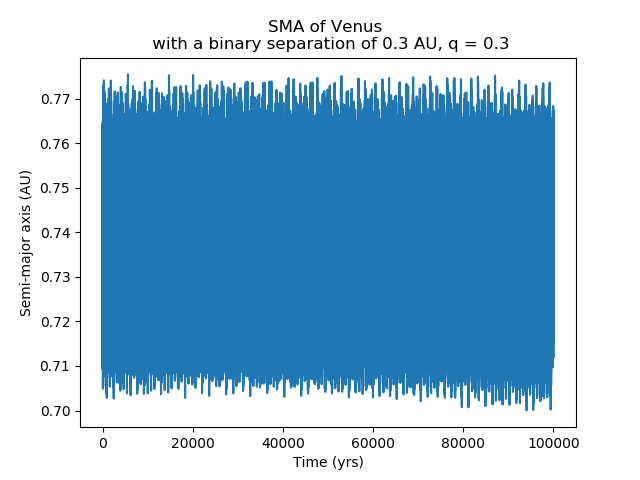 SMA of Venus
with a binary separation of 0.3 AU, q = 0.3
0.77
0.76
0.75
0.74
0.73
0.72
0.71
0.70
Semi-major axis (AU)
0 20000 40000 60000 80000 100000
Time (yrs)